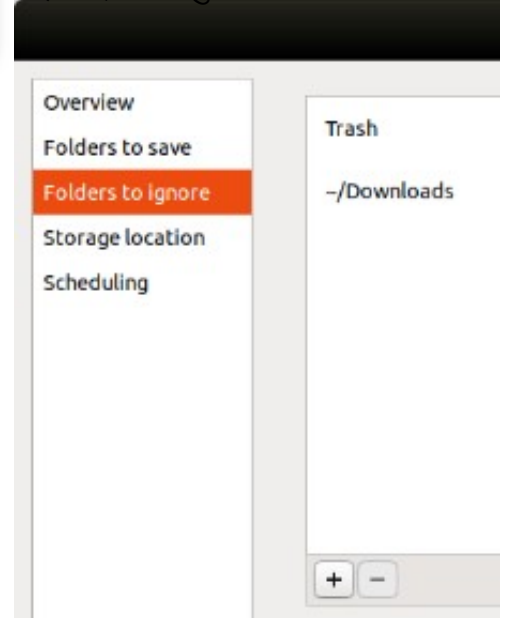 Overview
Folders to save
Folders to ignore
Storage location
Scheduling
Trash
~/Downloads